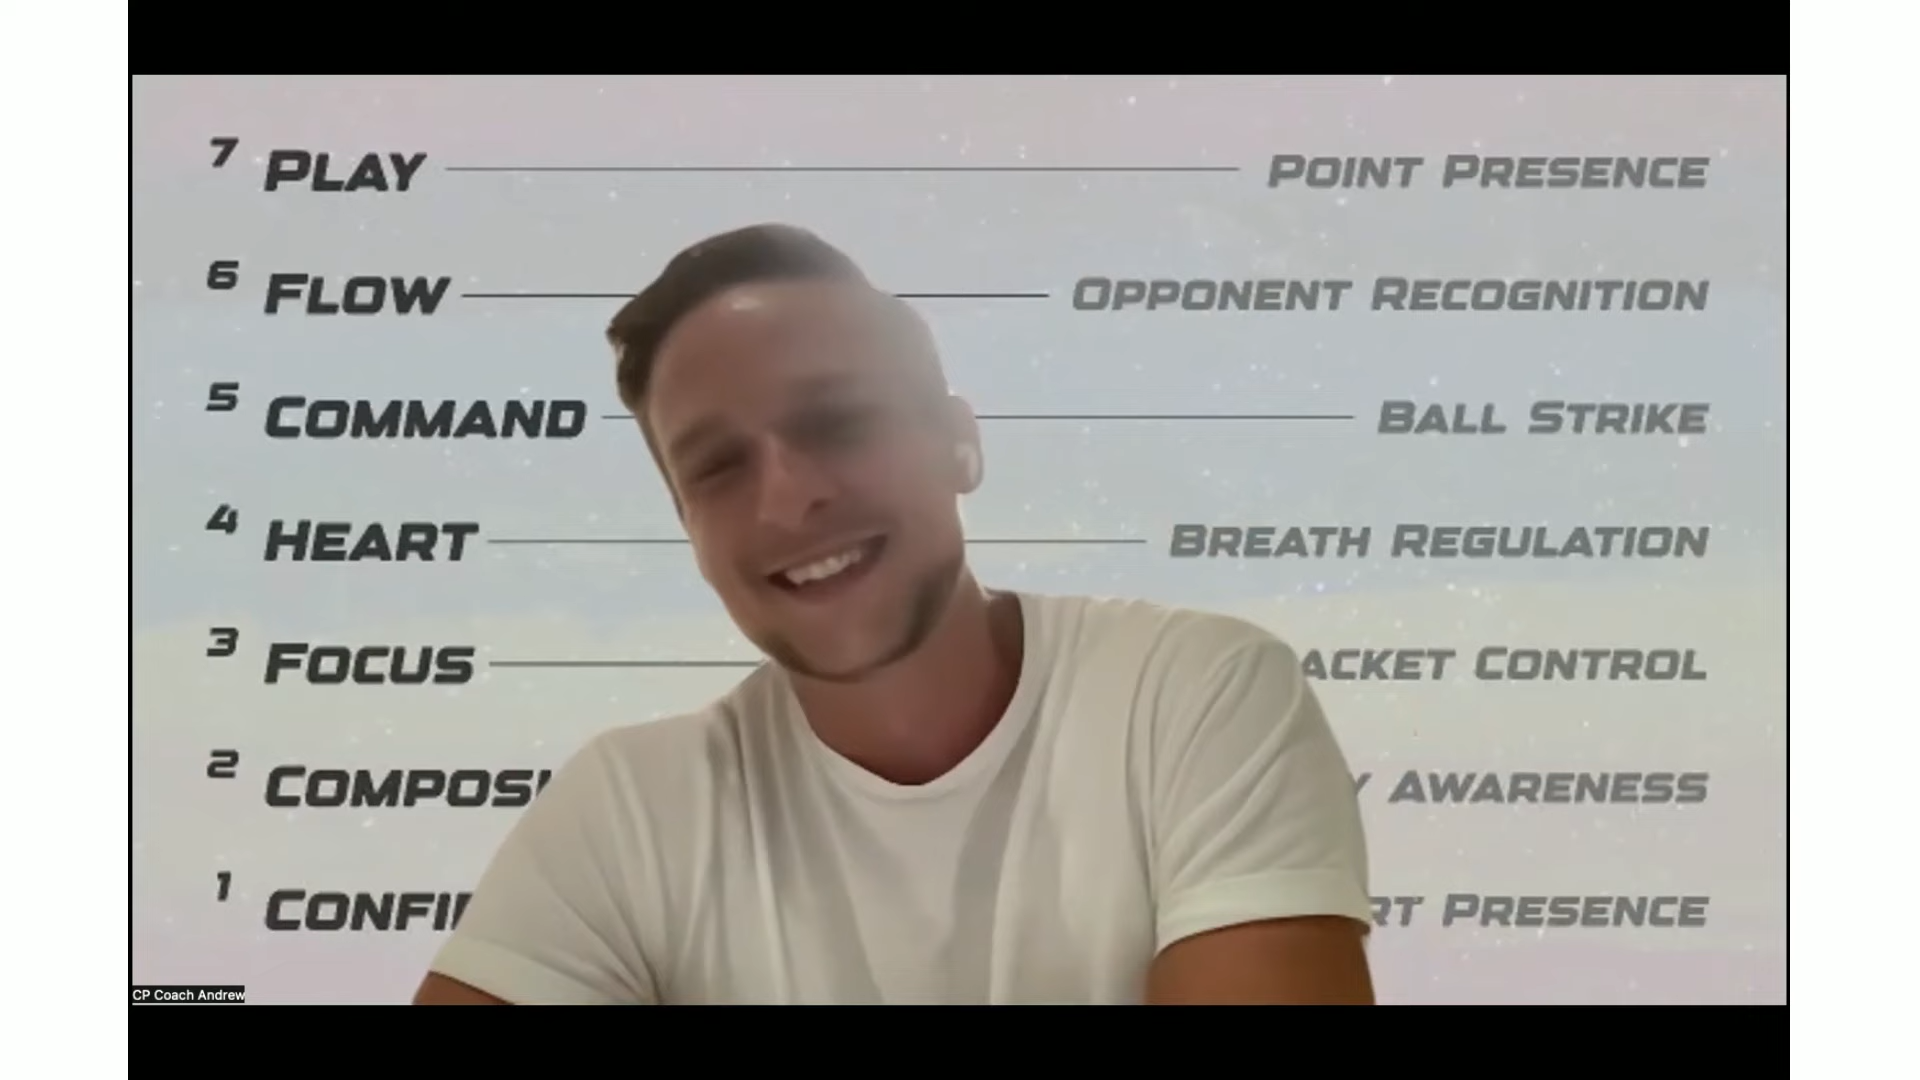 7 PLAY POINT PRESENCE
6 FLOW OPPONENT RECOGNITION
5 COMMAND BALL STRIKE
4 HEART BREATH REGULATION
3 FOCUS ACKET CONTROL
2 COMPOS AWARENESS
1 CONFI RT PRESENCE
CP Coach Andrew